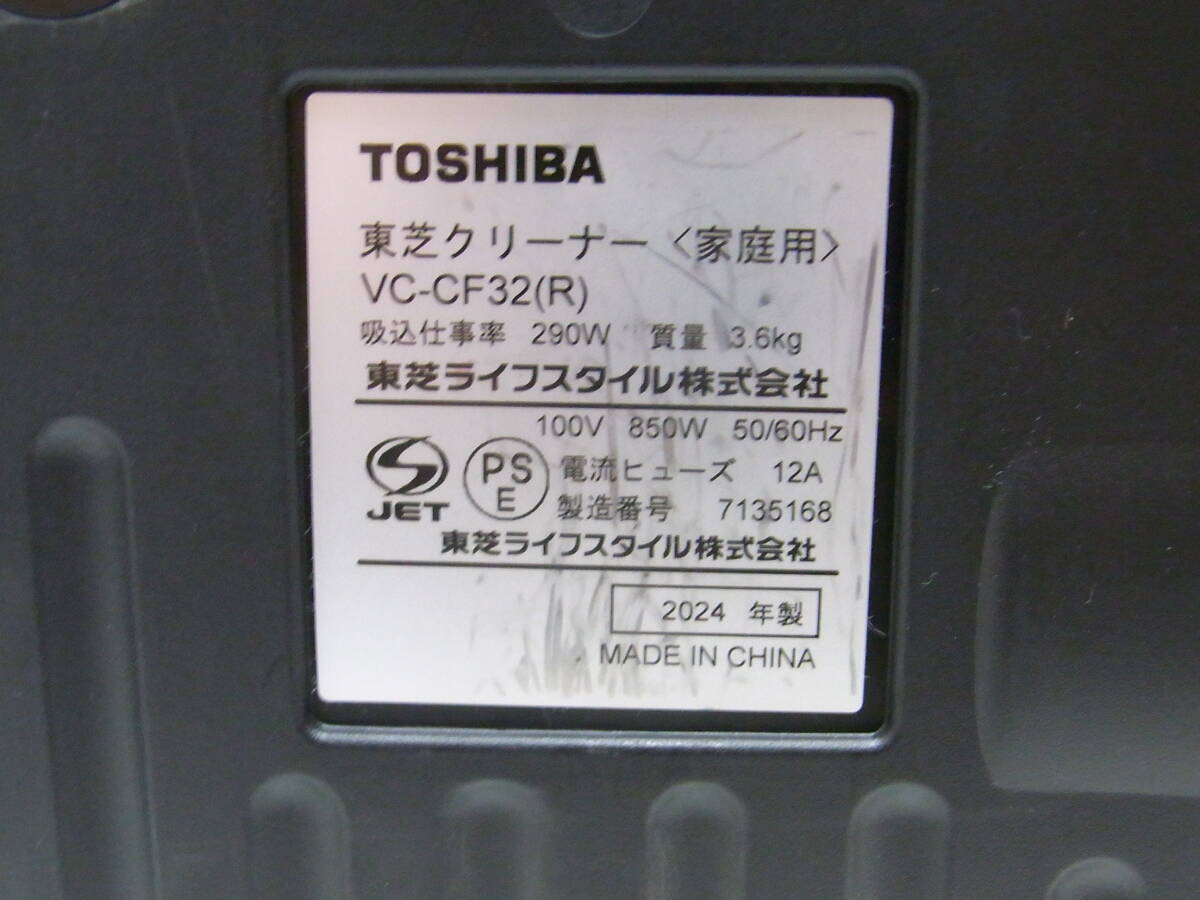 TOSHIBA
東芝クリーナー〈家庭用〉
VC-CF32(R)
吸込仕事率 290W 質量 3.6kg
東芝ライフスタイル株式会社
100V 850W 50/60Hz
JET
PS
E
電流ヒューズ 12A
製造番号 7135168
東芝ライフスタイル株式会社
2024 年製
MADE IN CHINA